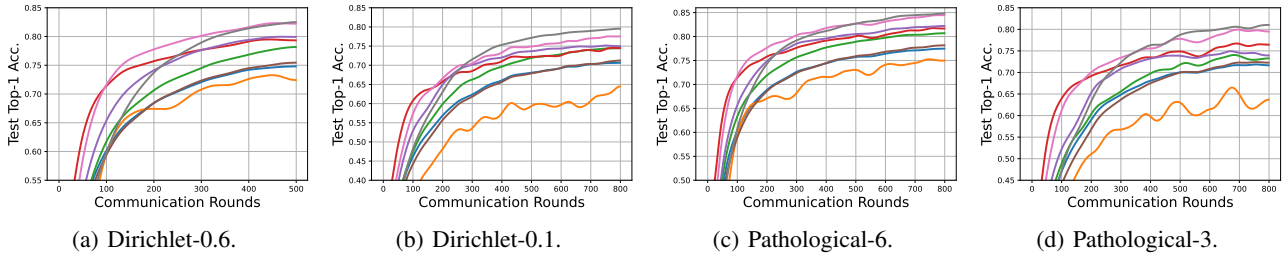 Test Top-1 Acc.
0.85
0.80
0.75
0.70
0.65
0.60
0.55
0 100 200 300 400 500
Communication Rounds
(a) Dirichlet-0.6.
Test Top-1 Acc.
0.85
0.80
0.75
0.70
0.65
0.60
0.55
0.50
0.45
0.40
0 100 200 300 400 500 600 700 800
Communication Rounds
(b) Dirichlet-0.1.
Test Top-1 Acc.
0.85
0.80
0.75
0.70
0.65
0.60
0.55
0.50
0 100 200 300 400 500 600 700 800
Communication Rounds
(c) Pathological-6.
Test Top-1 Acc.
0.85
0.80
0.75
0.70
0.65
0.60
0.55
0.50
0.45
0 100 200 300 400 500 600 700 800
Communication Rounds
(d) Pathological-3.